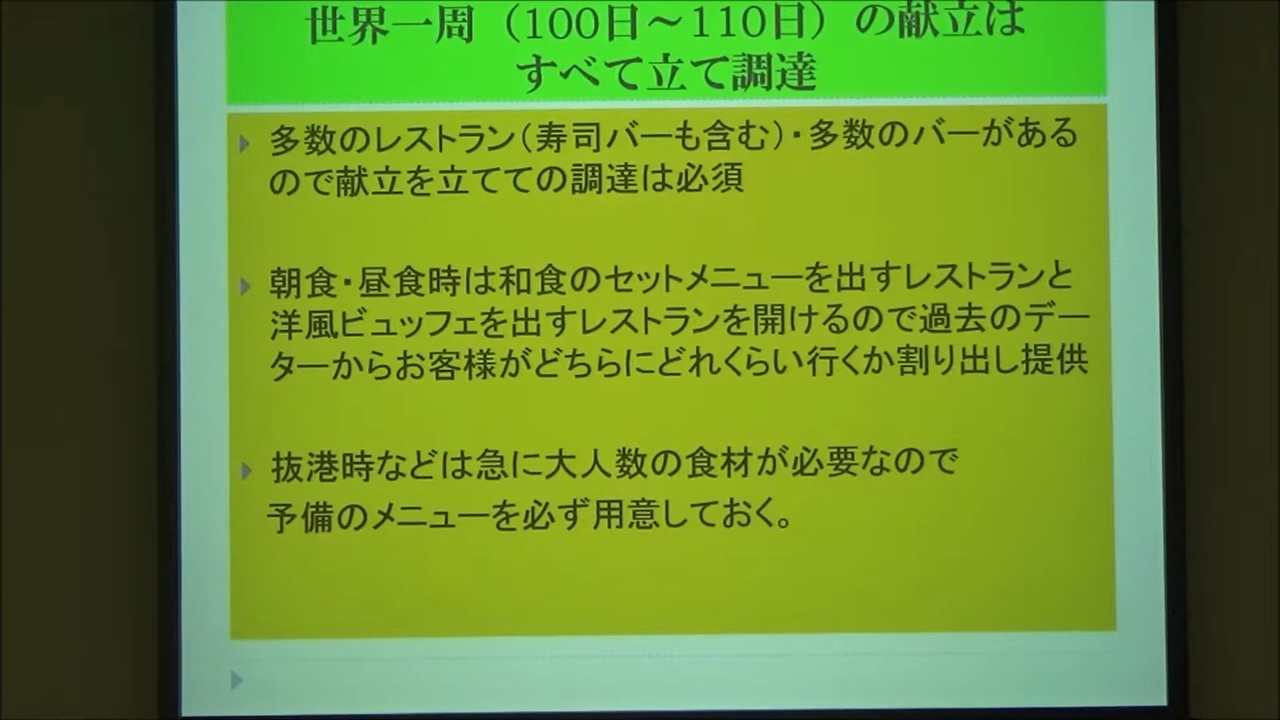 世界一周（100日～110日）の献立は
すべて立て調達
多数のレストラン（寿司バーも含む）・多数のバーがある
ので献立を立てての調達は必須
朝食・昼食時は和食のセットメニューを出すレストランと
洋風ビュッフェを出すレストランを開けるので過去のデー
ターからお客様がどちらにどれくらい行くか割り出し提供
抜港時などは急に大人数の食材が必要なので
予備のメニューを必ず用意しておく。